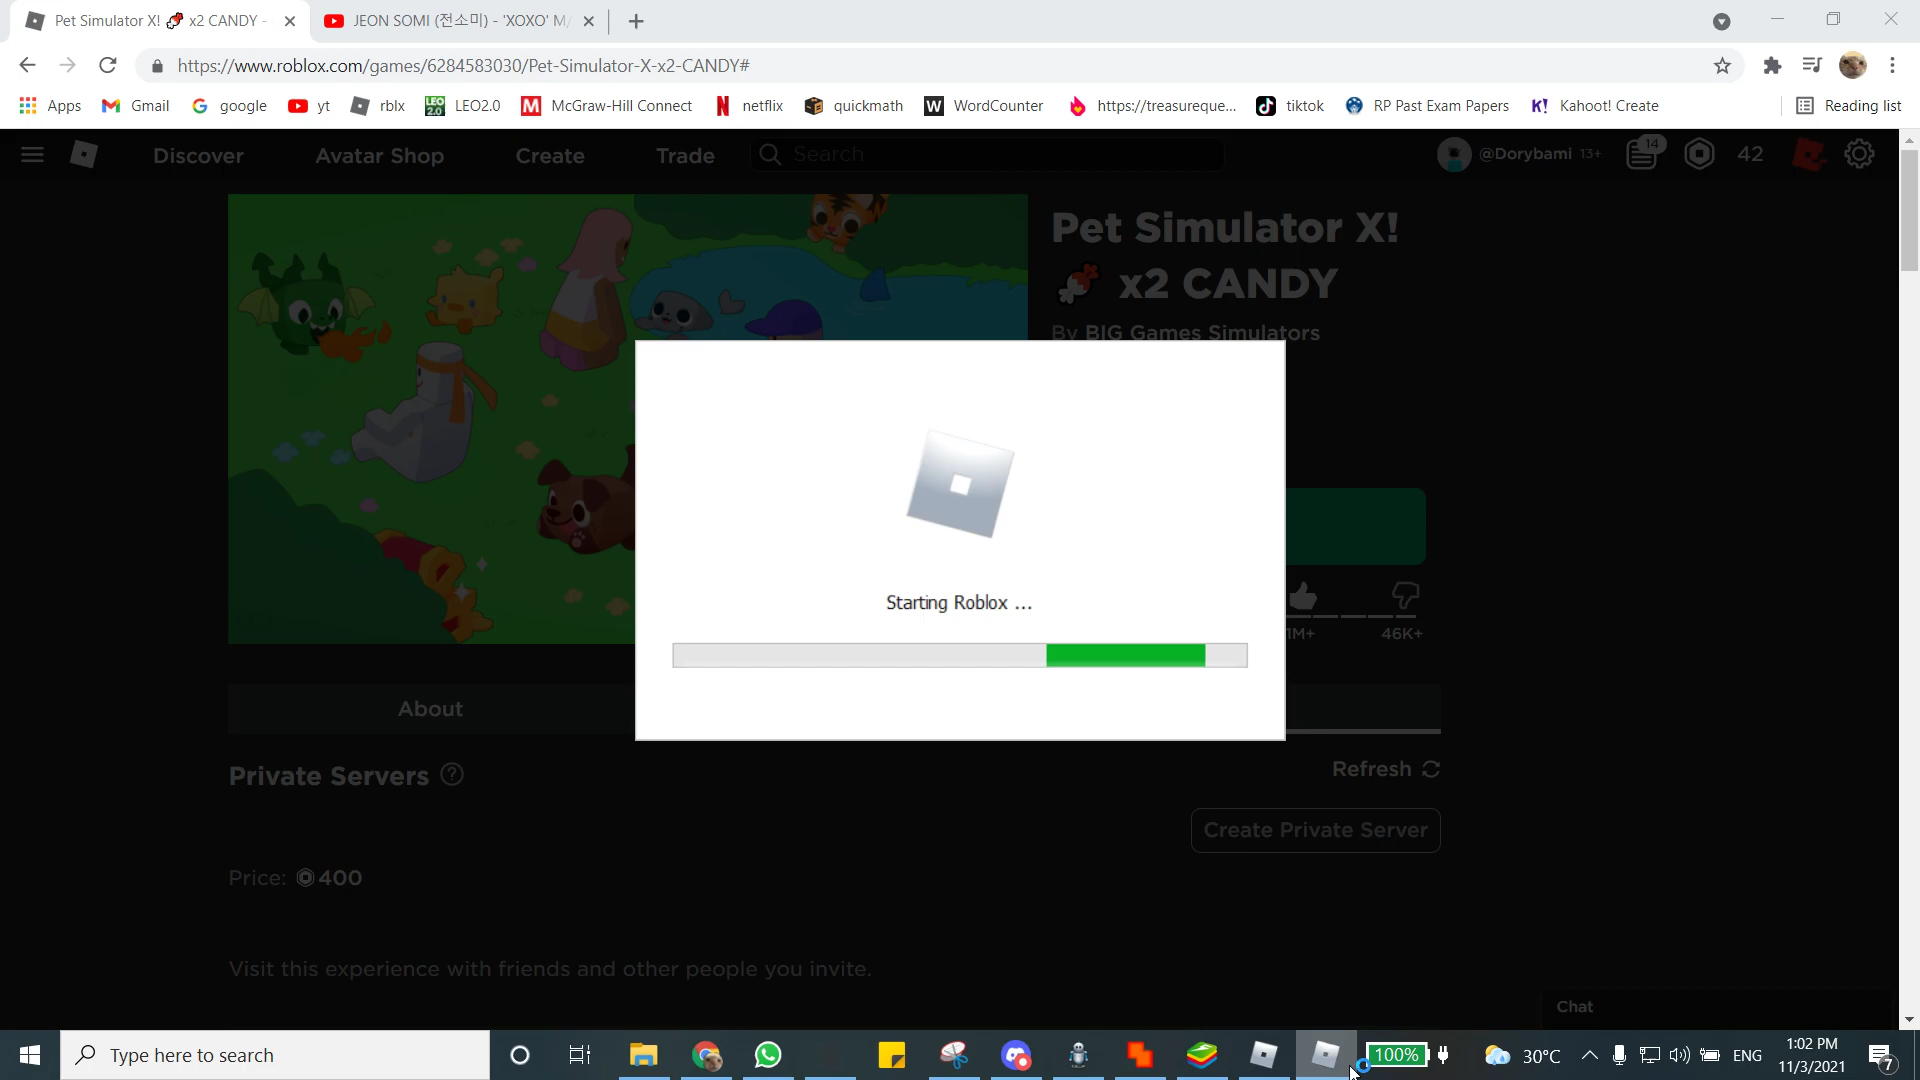 Pet Simulator X! x2 CANDY -
JEON SOMI (전소미) - 'XOXO' M/
https://www.roblox.com/games/6284583030/Pet-Simulator-X-x2-CANDY#
Apps
Gmail
google
yt
rblx
LEO2.0
McGraw-Hill Connect
netflix
quickmath
WordCounter
https://treasureque...
tiktok
RP Past Exam Papers
Kahoot! Create
Reading list
Discover
Avatar Shop
Create
Trade
Search
@Dorybami 13+
14
42
Pet Simulator X!
x2 CANDY
By BIG Games Simulators
Starting Roblox ...
1M+
46K+
About
Private Servers
Refresh
Create Private Server
Price: 400
Visit this experience with friends and other people you invite.
Chat
Type here to search
100%
30°C
ENG
1:02 PM
11/3/2021
7